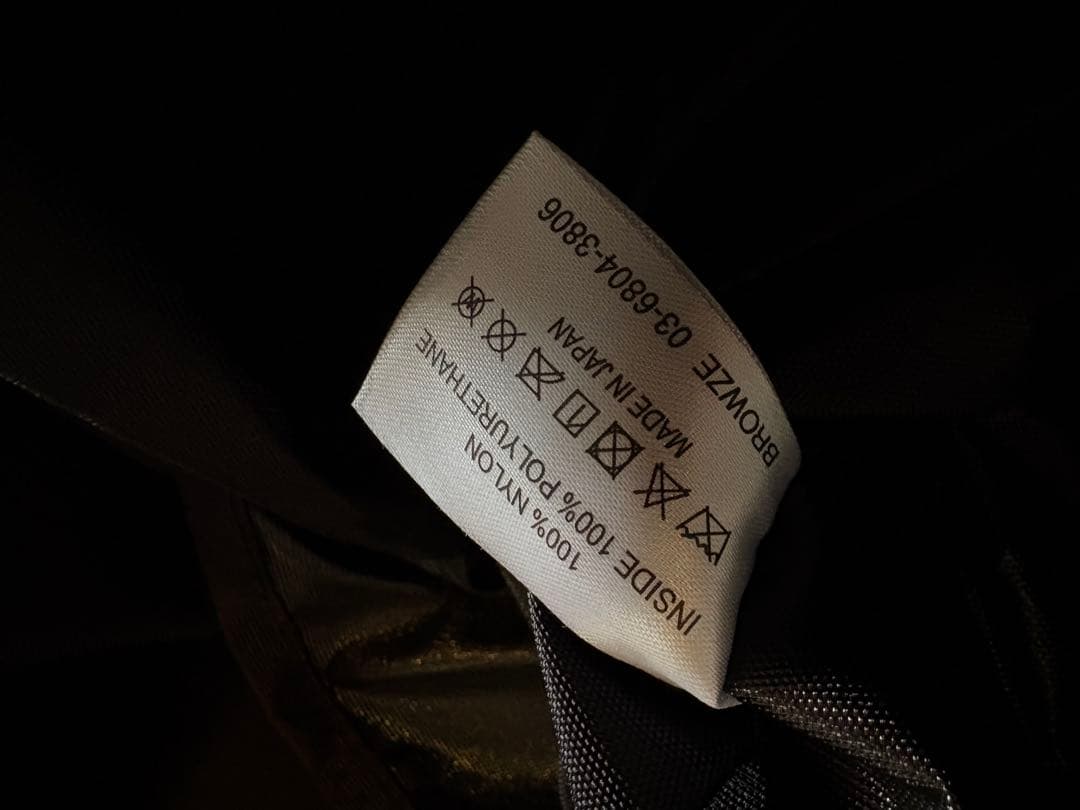 100% NYLON
INSIDE 100% POLYURETHANE
MADE IN JAPAN
BROWZE 03-6804-3806